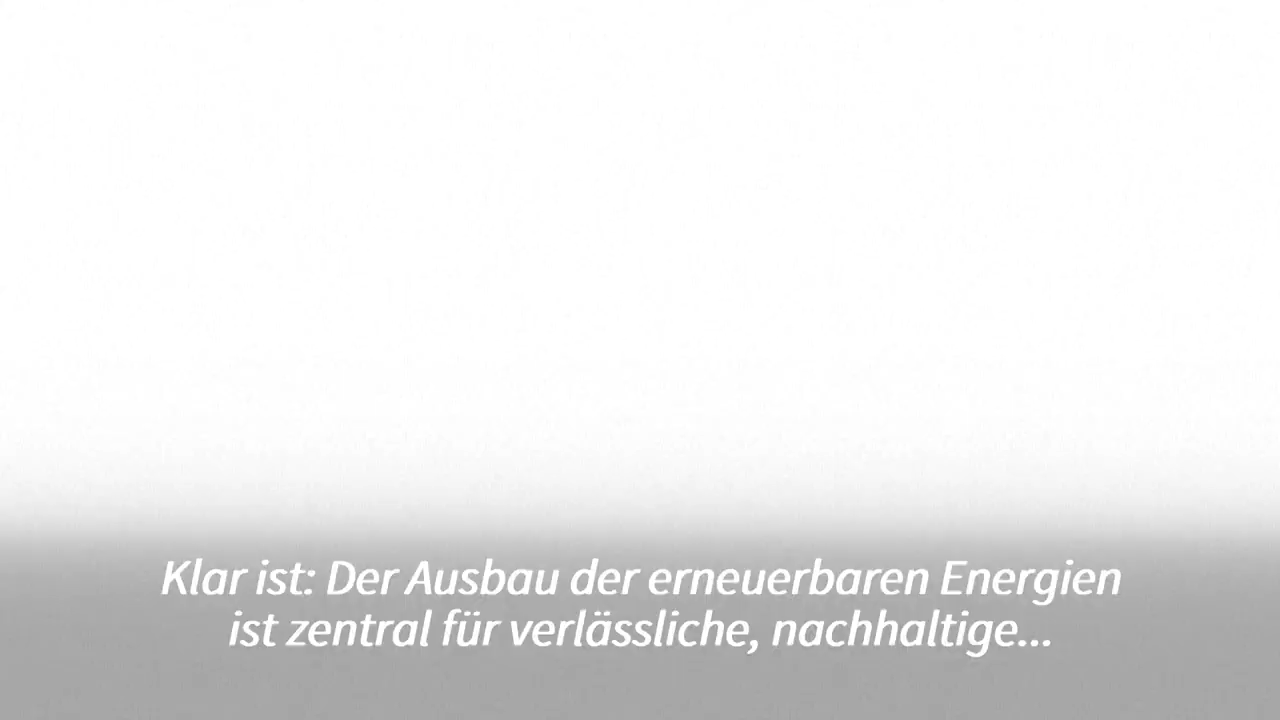 Klar ist: Der Ausbau der erneuerbaren Energien
ist zentral für verlässliche, nachhaltige...